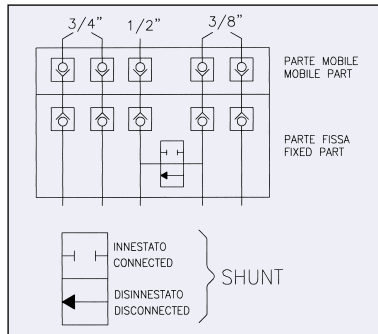 3/4" 1/2" 3/8"
PARTE MOBILE
MOBILE PART
PARTE FISSA
FIXED PART
INNESTATO
CONNECTED
SHUNT
DISINNESTATO
DISCONNECTED